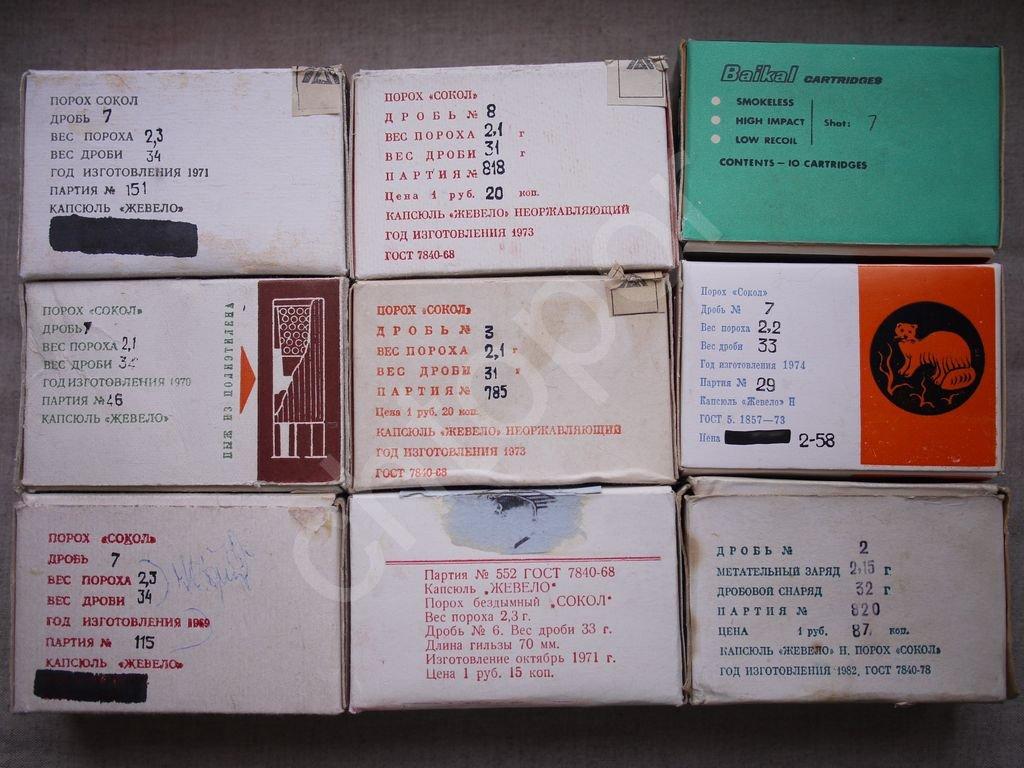 ПОРОХ СОКОЛ
ДРОБЬ 7
ВЕС ПОРОХА 2,3
ВЕС ДРОБИ 34
ГОД ИЗГОТОВЛЕНИЯ 1971
ПАРТИЯ № 151
КАПСЮЛЬ «ЖЕВЕЛО»
ПОРОХ «СОКОЛ»
ДРОБЬ № 8
ВЕС ПОРОХА 2,1 г
ВЕС ДРОБИ 31 г
ПАРТИЯ № 818
Цена 1 руб. 20 коп.
КАПСЮЛЬ «ЖЕВЕЛО» НЕОРЖАВЛЯЮЩИЙ
ГОД ИЗГОТОВЛЕНИЯ 1973
ГОСТ 7840-68
Baikal CARTRIDGES
SMOKELESS
HIGH IMPACT Shot: 7
LOW RECOIL
CONTENTS — 10 CARTRIDGES
ПОРОХ «СОКОЛ»
ДРОБЬ 7
ВЕС ПОРОХА 2,1
ВЕС ДРОБИ 32
ГОД ИЗГОТОВЛЕНИЯ 1970
ПАРТИЯ № 46
КАПСЮЛЬ «ЖЕВЕЛО»
ПЫЖ ИЗ ПОЛИЭТИЛЕНА
ПОРОХ «СОКОЛ»
ДРОБЬ № 3
ВЕС ПОРОХА 2,1 г
ВЕС ДРОБИ 31 г
ПАРТИЯ № 785
Цена 1 руб. 20 коп.
КАПСЮЛЬ «ЖЕВЕЛО» НЕОРЖАВЛЯЮЩИЙ
ГОД ИЗГОТОВЛЕНИЯ 1973
ГОСТ 7840-68
Порох «Сокол»
Дробь № 7
Вес пороха 2,2
Вес дроби 33
Год изготовления 1974
Партия № 29
Капсюль «Жевело» Н
ГОСТ 5. 1857—73
Цена 2-58
ПОРОХ «СОКОЛ»
ДРОБЬ 7
ВЕС ПОРОХА 2,3
ВЕС ДРОБИ 34
ГОД ИЗГОТОВЛЕНИЯ 1969
ПАРТИЯ № 115
КАПСЮЛЬ «ЖЕВЕЛО»
Партия № 552 ГОСТ 7840-68
Капсюль „ЖЕВЕЛО"
Порох бездымный „СОКОЛ"
Вес пороха 2,3 г.
Дробь № 6. Вес дроби 33 г.
Длина гильзы 70 мм.
Изготовление октябрь 1971 г.
Цена 1 руб. 15 коп.
ДРОБЬ № 2
МЕТАТЕЛЬНЫЙ ЗАРЯД 2,15 г
ДРОБОВОЙ СНАРЯД 32 г
ПАРТИЯ № 820
ЦЕНА 1 руб. 87 коп.
КАПСЮЛЬ «ЖЕВЕЛО» Н. ПОРОХ «СОКОЛ»
ГОД ИЗГОТОВЛЕНИЯ 1982, ГОСТ 7840-78